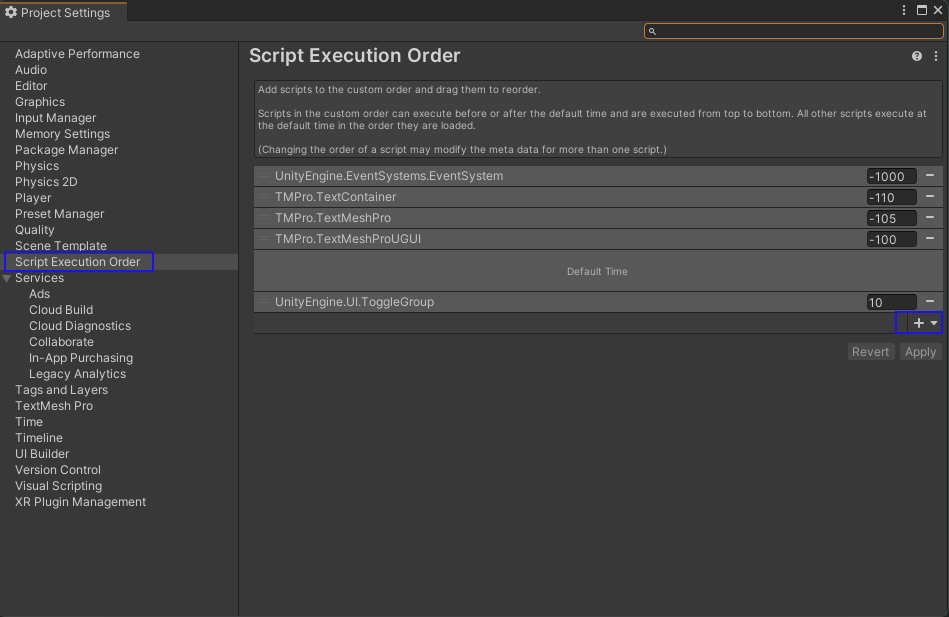 Project Settings
Adaptive Performance
Audio
Editor
Graphics
Input Manager
Memory Settings
Package Manager
Physics
Physics 2D
Player
Preset Manager
Quality
Scene Template
Script Execution Order
Services
Ads
Cloud Build
Cloud Diagnostics
Collaborate
In-App Purchasing
Legacy Analytics
Tags and Layers
TextMesh Pro
Time
Timeline
UI Builder
Version Control
Visual Scripting
XR Plugin Management
Script Execution Order
Add scripts to the custom order and drag them to reorder.
Scripts in the custom order can execute before or after the default time and are executed from top to bottom. All other scripts execute at
the default time in the order they are loaded.
(Changing the order of a script may modify the meta data for more than one script.)
UnityEngine.EventSystems.EventSystem -1000
TMPro.TextContainer -110
TMPro.TextMeshPro -105
TMPro.TextMeshProUGUI -100
Default Time
UnityEngine.UI.ToggleGroup 10
Revert Apply